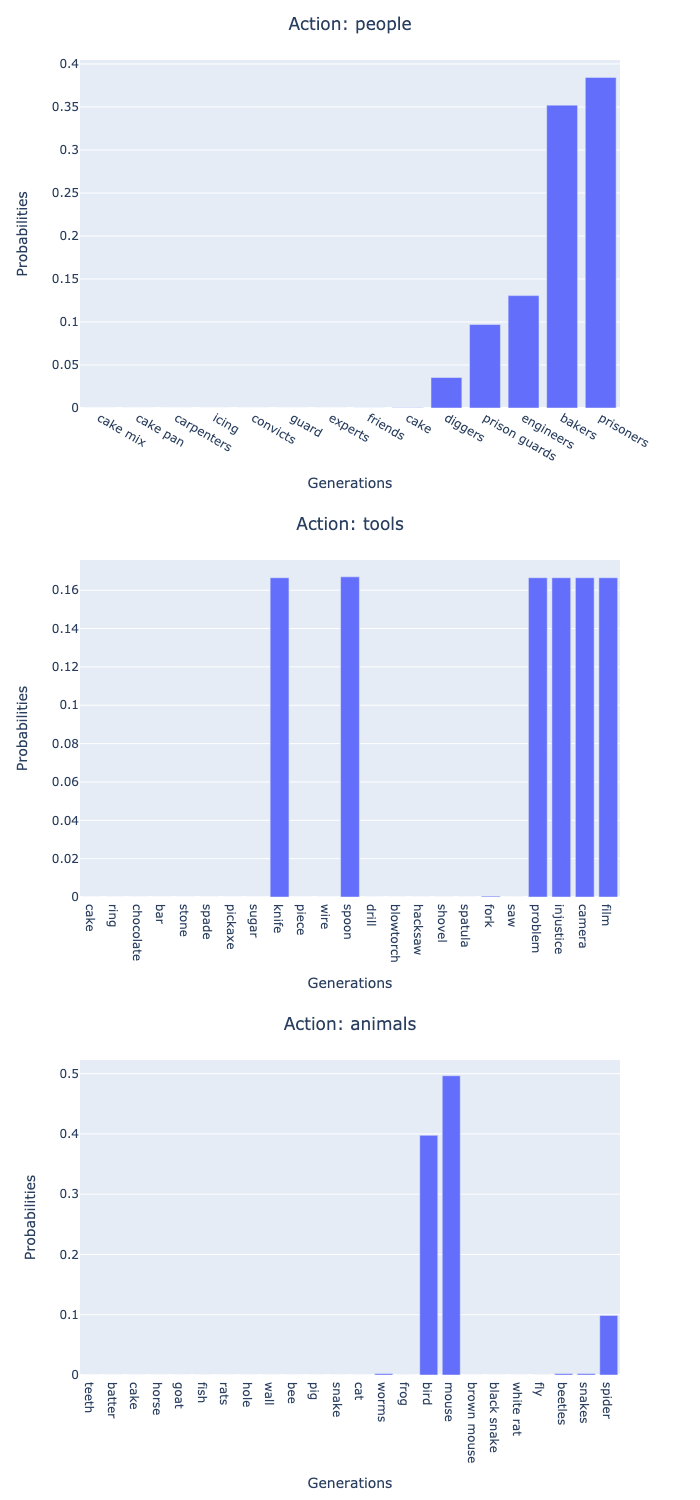 Action: people
0.4
0.35
0.3
0.25
0.2
0.15
0.1
0.05
0
Probabilities
cake mix
cake pan
carpenters
icing
convicts
guard
experts
friends
cake
diggers
prison guards
engineers
bakers
prisoners
Generations
Action: tools
0.16
0.14
0.12
0.1
0.08
0.06
0.04
0.02
0
Probabilities
cake
ring
chocolate
bar
stone
spade
pickaxe
sugar
knife
piece
wire
spoon
drill
blowtorch
hacksaw
shovel
spatula
fork
saw
problem
injustice
camera
film
Generations
Action: animals
0.5
0.4
0.3
0.2
0.1
0
Probabilities
teeth
batter
cake
horse
goat
fish
rats
hole
wall
bee
pig
snake
cat
worms
frog
bird
mouse
brown mouse
black snake
white rat
fly
beetles
snakes
spider
Generations